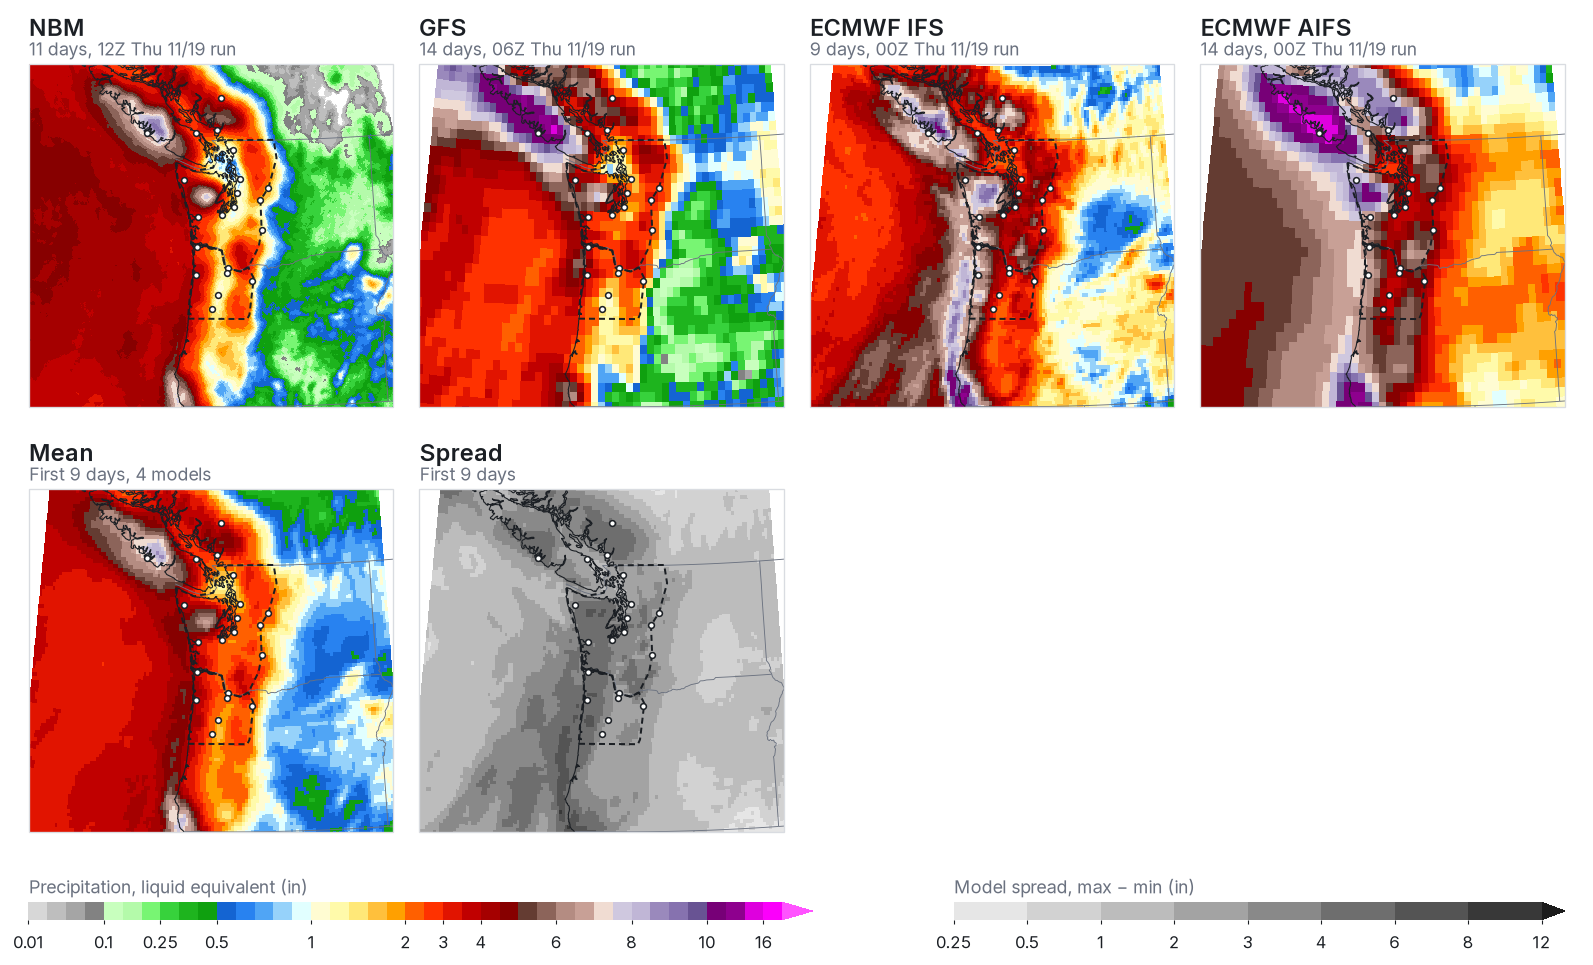 NBM
11 days, 12Z Thu 11/19 run
GFS
14 days, 06Z Thu 11/19 run
ECMWF IFS
9 days, 00Z Thu 11/19 run
ECMWF AIFS
14 days, 00Z Thu 11/19 run
Mean
First 9 days, 4 models
Spread
First 9 days
Precipitation, liquid equivalent (in)
0.01 0.1 0.25 0.5 1 2 3 4 6 8 10 16
Model spread, max − min (in)
0.25 0.5 1 2 3 4 6 8 12